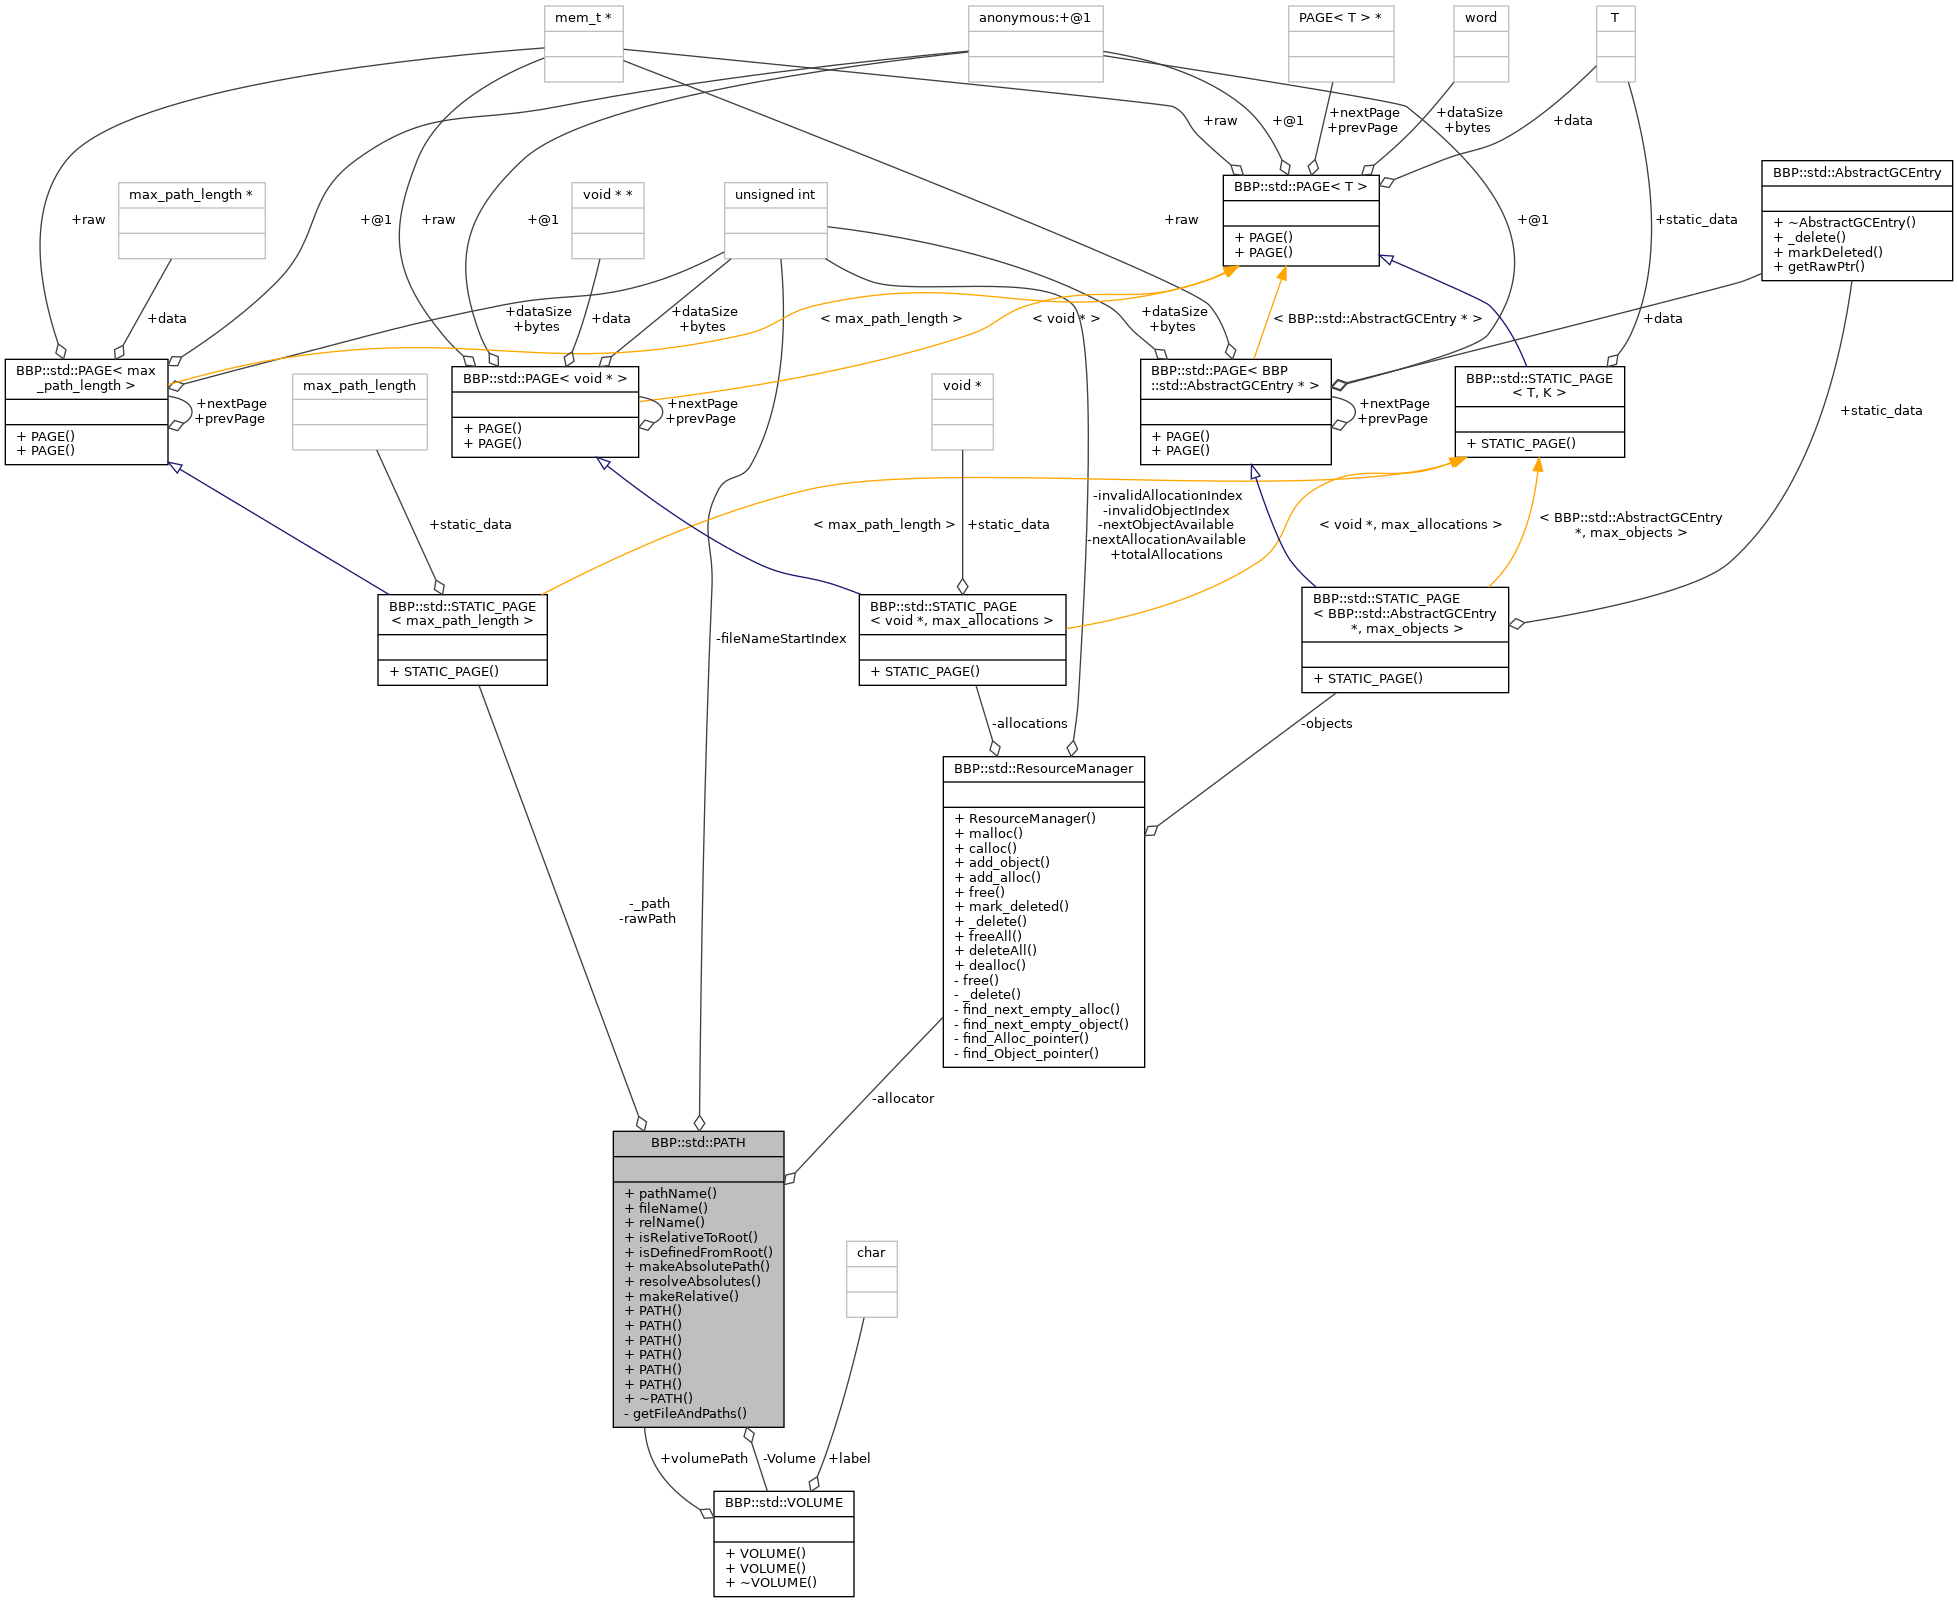 mem_t *
anonymous:+@1
PAGE< T > *
word
T
+raw
+@1
+nextPage
+prevPage
+dataSize
+bytes
+data
BBP::std::AbstractGCEntry
+ ~AbstractGCEntry()
+ _delete()
+ markDeleted()
+ getRawPtr()
BBP::std::PAGE< T >
+ PAGE()
+ PAGE()
max_path_length *
void * *
unsigned int
+raw
+@1
+raw
+@1
+raw
+@1
+static_data
+data
+dataSize
+bytes
+data
+dataSize
+bytes
< max_path_length >
< void * >
+dataSize
+bytes
< BBP::std::AbstractGCEntry * >
+data
BBP::std::PAGE< max
_path_length >
+ PAGE()
+ PAGE()
+nextPage
+prevPage
max_path_length
BBP::std::PAGE< void * >
+ PAGE()
+ PAGE()
+nextPage
+prevPage
void *
BBP::std::PAGE< BBP
::std::AbstractGCEntry * >
+ PAGE()
+ PAGE()
+nextPage
+prevPage
BBP::std::STATIC_PAGE
< T, K >
+ STATIC_PAGE()
+static_data
+static_data
< max_path_length >
+static_data
-invalidAllocationIndex
-invalidObjectIndex
-nextObjectAvailable
-nextAllocationAvailable
+totalAllocations
< void *, max_allocations >
< BBP::std::AbstractGCEntry
*, max_objects >
BBP::std::STATIC_PAGE
< max_path_length >
+ STATIC_PAGE()
-fileNameStartIndex
BBP::std::STATIC_PAGE
< void *, max_allocations >
+ STATIC_PAGE()
BBP::std::STATIC_PAGE
< BBP::std::AbstractGCEntry
*, max_objects >
+ STATIC_PAGE()
-allocations
-objects
BBP::std::ResourceManager
+ ResourceManager()
+ malloc()
+ calloc()
+ add_object()
+ add_alloc()
+ free()
+ mark_deleted()
+ _delete()
+ freeAll()
+ deleteAll()
+ dealloc()
- free()
- _delete()
- find_next_empty_alloc()
- find_next_empty_object()
- find_Alloc_pointer()
- find_Object_pointer()
-_path
-rawPath
-allocator
BBP::std::PATH
+ pathName()
+ fileName()
+ relName()
+ isRelativeToRoot()
+ isDefinedFromRoot()
+ makeAbsolutePath()
+ resolveAbsolutes()
+ makeRelative()
+ PATH()
+ PATH()
+ PATH()
+ PATH()
+ PATH()
+ PATH()
+ ~PATH()
- getFileAndPaths()
char
+volumePath
-Volume
+label
BBP::std::VOLUME
+ VOLUME()
+ VOLUME()
+ ~VOLUME()